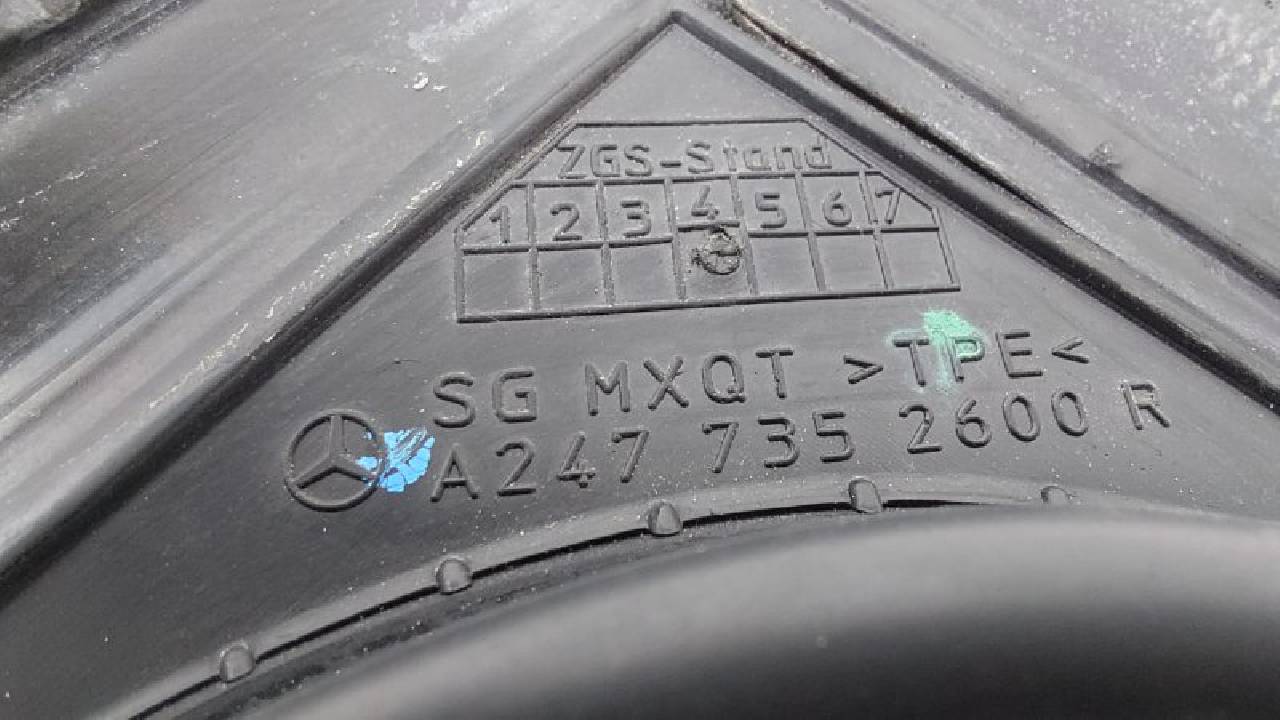 ZGS-Stand
1 2 3 4 5 6 7
SG MXQT >TPE<
A247 735 2600 R